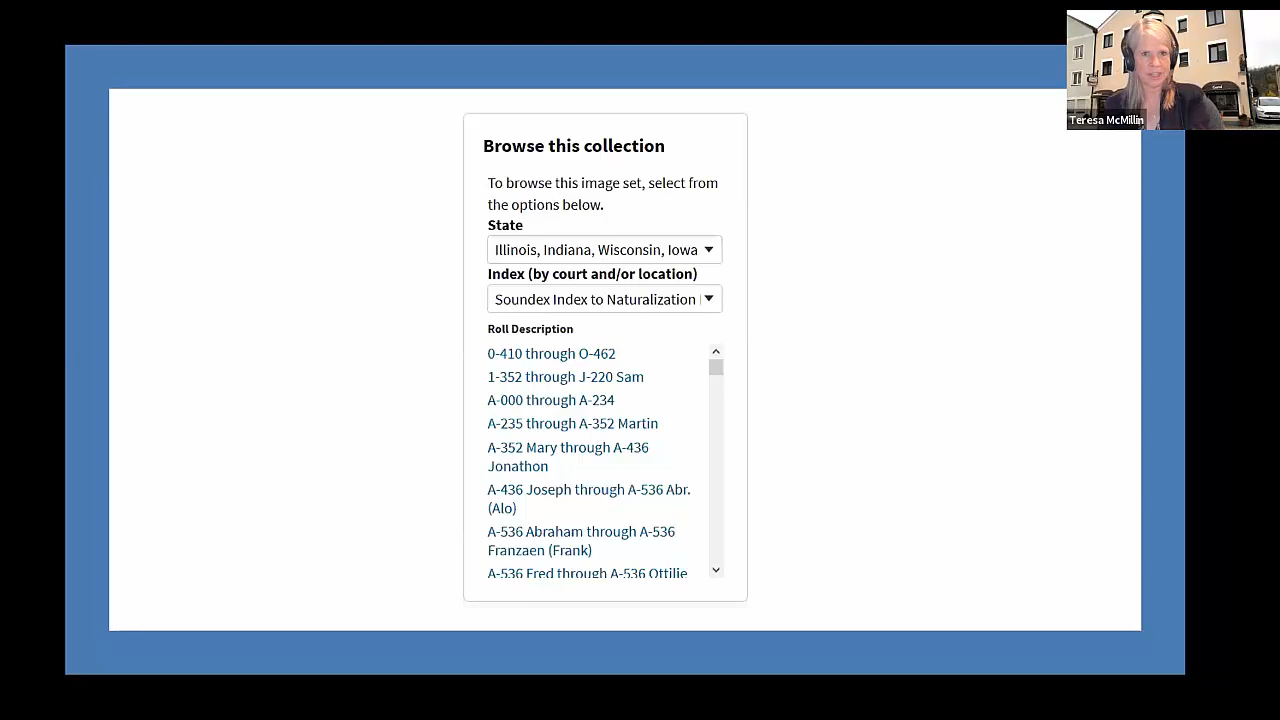 Teresa McMillin
Browse this collection
To browse this image set, select from
the options below.
State
Illinois, Indiana, Wisconsin, Iowa
Index (by court and/or location)
Soundex Index to Naturalization
Roll Description
0-410 through O-462
1-352 through J-220 Sam
A-000 through A-234
A-235 through A-352 Martin
A-352 Mary through A-436
Jonathon
A-436 Joseph through A-536 Abr.
(Alo)
A-536 Abraham through A-536
Franzaen (Frank)
A-536 Fred through A-536 Ottilie